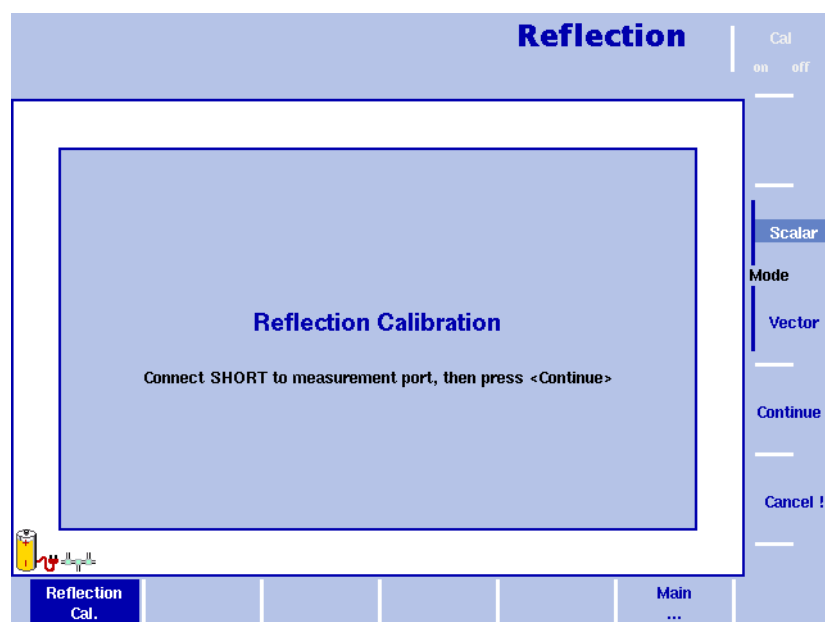 Reflection
Cal
on off
Scalar
Mode
Vector
Continue
Cancel !
Reflection Calibration
Connect SHORT to measurement port, then press <Continue>
Reflection
Cal.
Main
...